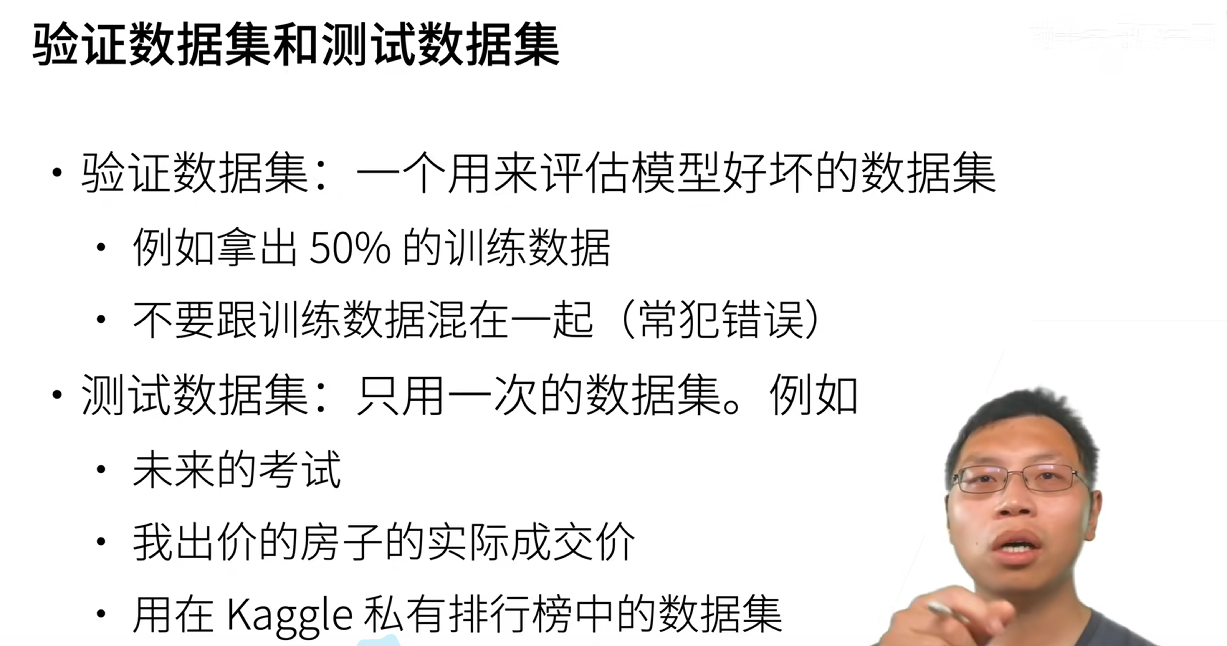 验证数据集和测试数据集
• 验证数据集：一个用来评估模型好坏的数据集
• 例如拿出 50% 的训练数据
• 不要跟训练数据混在一起（常犯错误）
• 测试数据集：只用一次的数据集。例如
• 未来的考试
• 我出价的房子的实际成交价
• 用在 Kaggle 私有排行榜中的数据集